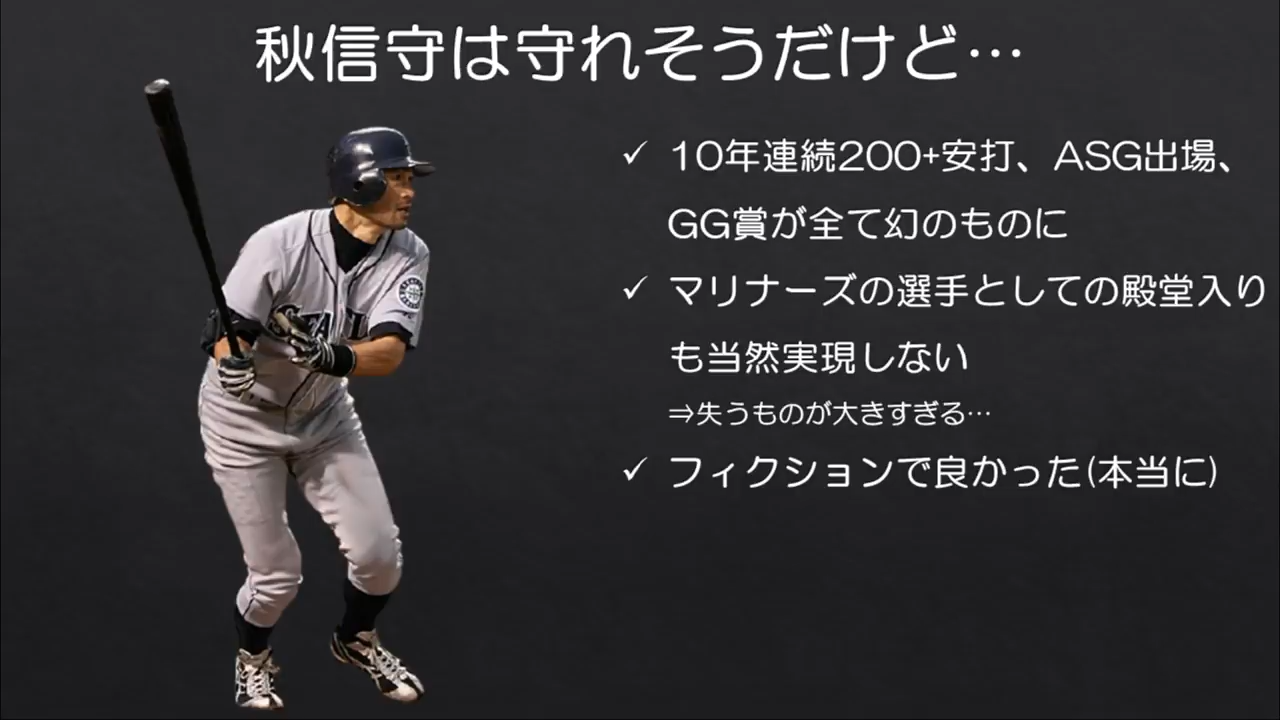 秋信守は守れそうだけど…
✓ 10年連続200+安打、ASG出場、
GG賞が全て幻のものに
✓ マリナーズの選手としての殿堂入り
も当然実現しない
⇒失うものが大きすぎる…
✓ フィクションで良かった(本当に)